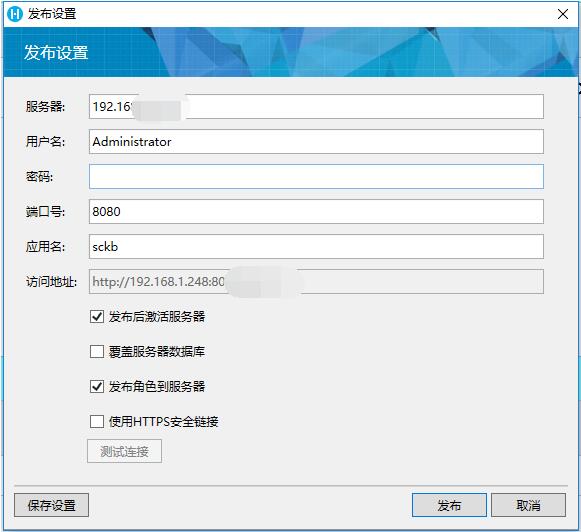 发布设置
发布设置
服务器: 192.16
用户名: Administrator
密码:
端口号: 8080
应用名: sckb
访问地址: http://192.168.1.248:80
发布后激活服务器
覆盖服务器数据库
发布角色到服务器
使用HTTPS安全链接
测试连接
保存设置 发布 取消